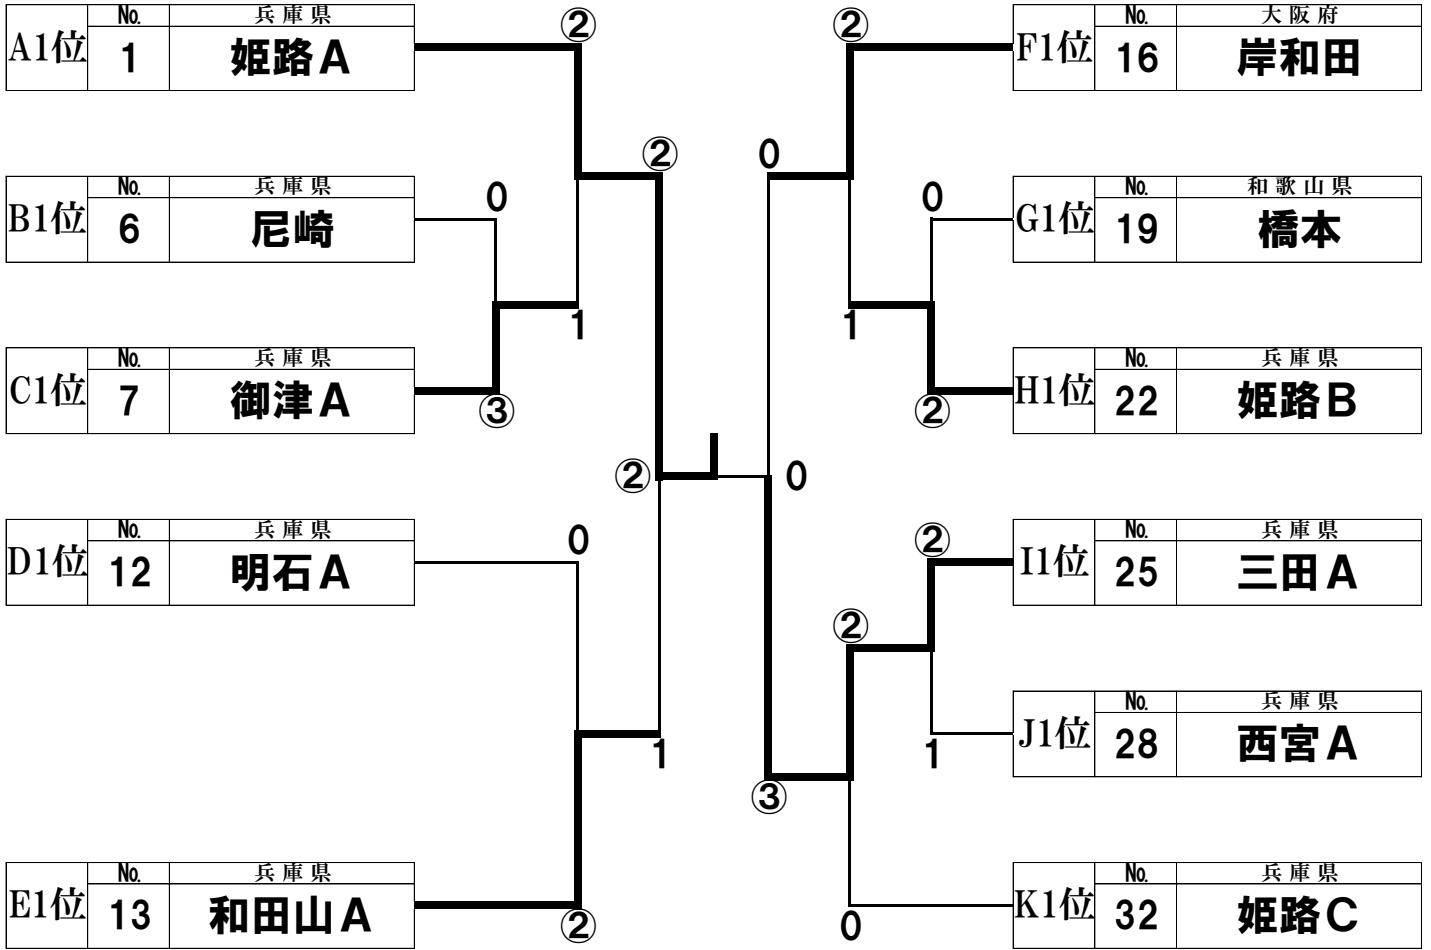 A1位 No. 兵庫県
1 姫路A
B1位 No. 兵庫県
6 尼崎
C1位 No. 兵庫県
7 御津A
D1位 No. 兵庫県
12 明石A
E1位 No. 兵庫県
13 和田山A
②
0
③
1
②
0
②
1
②
②
0
②
0
②
1
0
②
②
1
③
0
F1位 No. 大阪府
16 岸和田
G1位 No. 和歌山県
19 橋本
H1位 No. 兵庫県
22 姫路B
I1位 No. 兵庫県
25 三田A
J1位 No. 兵庫県
28 西宮A
K1位 No. 兵庫県
32 姫路C